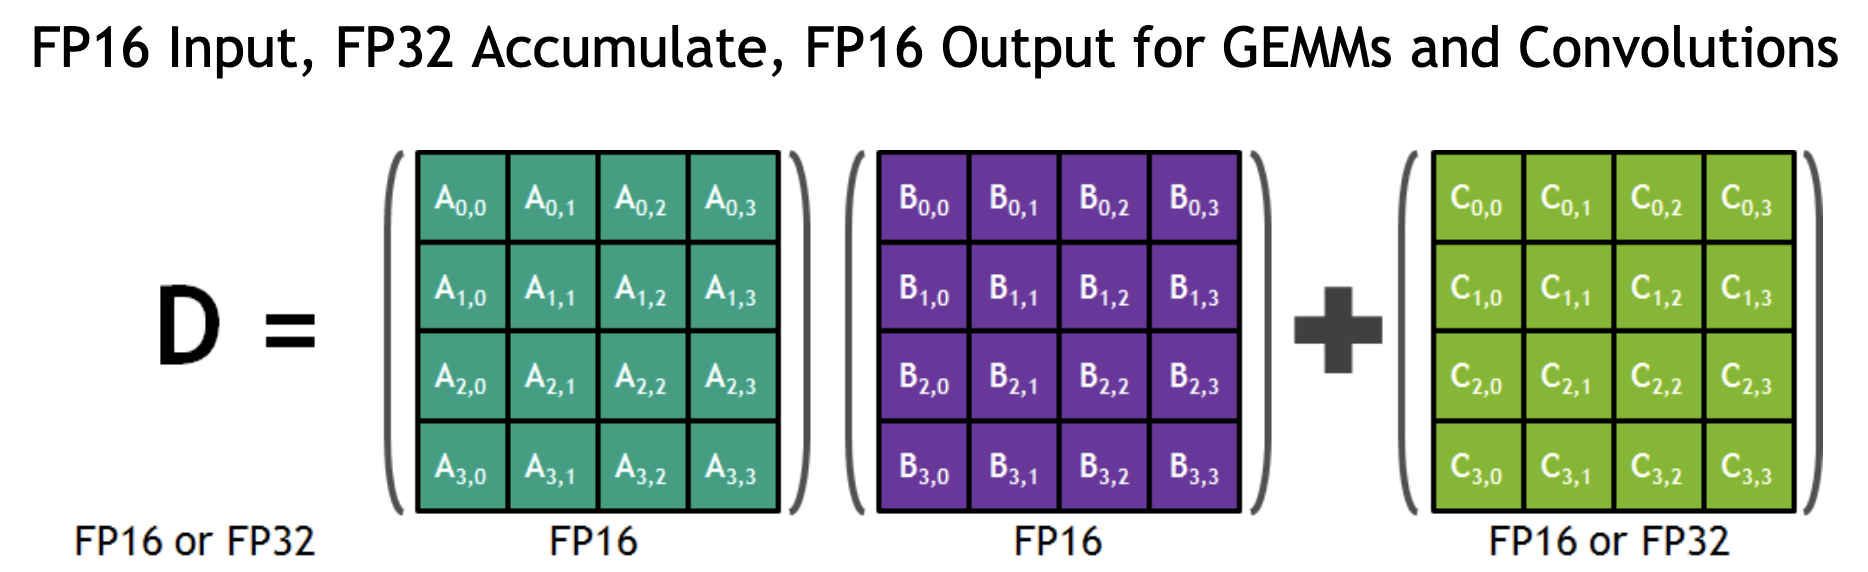 FP16 Input, FP32 Accumulate, FP16 Output for GEMMs and Convolutions
A0,0 A0,1 A0,2 A0,3 B0,0 B0,1 B0,2 B0,3 C0,0 C0,1 C0,2 C0,3
A1,0 A1,1 A1,2 A1,3 B1,0 B1,1 B1,2 B1,3 C1,0 C1,1 C1,2 C1,3
D = +
A2,0 A2,1 A2,2 A2,3 B2,0 B2,1 B2,2 B2,3 C2,0 C2,1 C2,2 C2,3
A3,0 A3,1 A3,2 A3,3 B3,0 B3,1 B3,2 B3,3 C3,0 C3,1 C3,2 C3,3
FP16 or FP32 FP16 FP16 FP16 or FP32